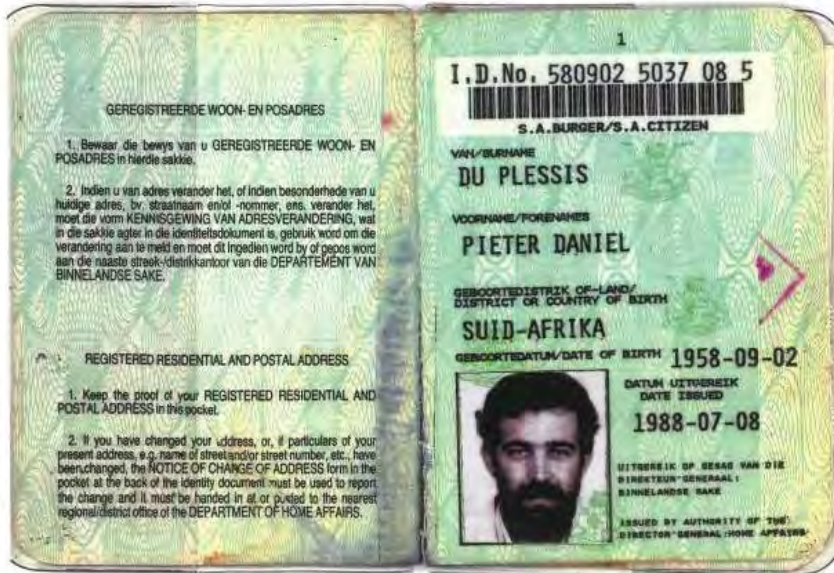 GEREGISTREERDE WOON- EN POSADRES
1. Bewaar die bewys van u GEREGISTREERDE WOON- EN
POSADRES in hierdie sakkie.
2. Indien u van adres verander het, of indien besonderhede van u
huidige adres, bv. straatnaam en/of -nommer, ens. verander het,
moet die vorm KENNISGEWING VAN ADRESVERANDERING, wat
in die sakkie agter in die identiteitsdokument is, gebruik word om die
verandering aan te meld en moet dit ingedien word by of gepos word
aan die naaste streek-/distrikkantoor van die DEPARTEMENT VAN
BINNELANDSE SAKE.
REGISTERED RESIDENTIAL AND POSTAL ADDRESS
1. Keep the proof of your REGISTERED RESIDENTIAL AND
POSTAL ADDRESS in this pocket.
2. If you have changed your address, or, if particulars of your
present address, e.g. name of street and/or street number, etc., have
been changed, the NOTICE OF CHANGE OF ADDRESS form in the
pocket at the back of the identity document must be used to report
the change and it must be handed in at or posted to the nearest
regional/district office of the DEPARTMENT OF HOME AFFAIRS.
1
I.D.No. 580902 5037 08 5
S.A.BURGER/S.A.CITIZEN
VAN/SURNAME
DU PLESSIS
VOORNAME/FORENAMES
PIETER DANIEL
GEBOORTEDISTRIK OF-LAND/
DISTRICT OR COUNTRY OF BIRTH
SUID-AFRIKA
GEBOORTEDATUM/DATE OF BIRTH 1958-09-02
DATUM UITGEREIK
DATE ISSUED
1988-07-08
UITGEREIK OP GESAG VAN DIE
DIREKTEUR-GENERAAL:
BINNELANDSE SAKE
ISSUED BY AUTHORITY OF THE
DIRECTOR-GENERAL:HOME AFFAIRS